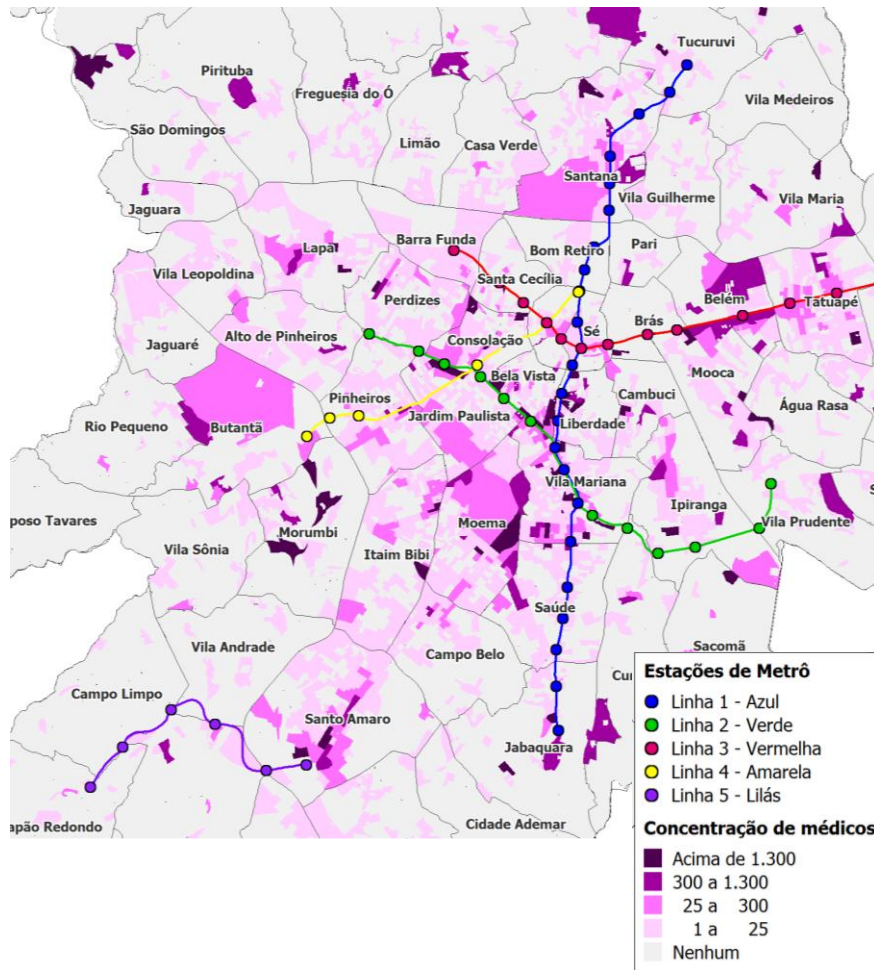 Tucuruvi
Pirituba
Freguesia do Ó
Vila Medeiros
São Domingos
Limão
Casa Verde
Santana
Jaguara
Vila Guilherme
Vila Maria
Lapa
Barra Funda
Bom Retiro
Pari
Vila Leopoldina
Santa Cecília
Belém
Perdizes
Tatuapé
Brás
Sé
Alto de Pinheiros
Consolação
Jaguaré
Mooca
Bela Vista
Pinheiros
Cambuci
Água Rasa
Jardim Paulista
Rio Pequeno
Butantã
Liberdade
Vila Mariana
Ipiranga
poso Tavares
Moema
Vila Prudente
Morumbi
Vila Sônia
Itaim Bibi
Saúde
Vila Andrade
Sacomã
Campo Belo
Cur
Campo Limpo
Santo Amaro
Jabaquara
apão Redondo
Cidade Ademar
Estações de Metrô
Linha 1 - Azul
Linha 2 - Verde
Linha 3 - Vermelha
Linha 4 - Amarela
Linha 5 - Lilás
Concentração de médicos
Acima de 1.300
300 a 1.300
25 a 300
1 a 25
Nenhum